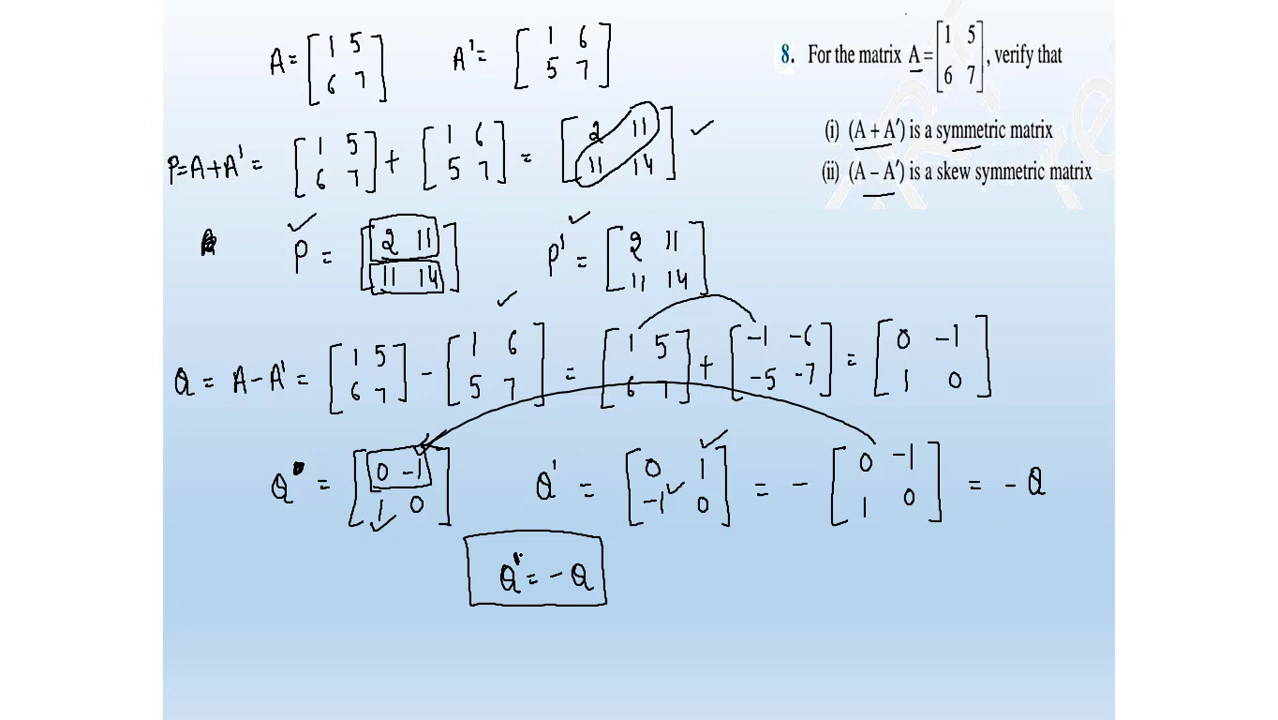 A = [1 5; 6 7] A' = [1 6; 5 7]
8. For the matrix A = [1 5; 6 7], verify that
(i) (A + A′) is a symmetric matrix
(ii) (A – A′) is a skew symmetric matrix
P = A + A' = [1 5; 6 7] + [1 6; 5 7] = [2 11; 11 14] ✓
P = [2 11; 11 14] P' = [2 11; 11 14]
Q = A - A' = [1 5; 6 7] - [1 6; 5 7] = [1 5; 6 7] + [-1 -6; -5 -7] = [0 -1; 1 0]
Q = [0 -1; 1 0] Q' = [0 1; -1 0] = - [0 -1; 1 0] = - Q
Q' = - Q